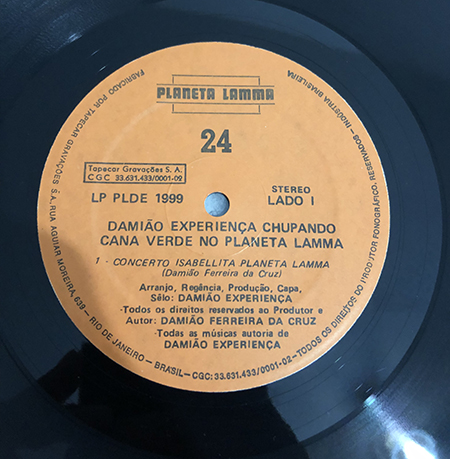 PLANETA LAMMA
24
Tapecar Gravações S.A.
CGC 33.631.433/0001-02
LP PLDE 1999
STEREO
LADO I
DAMIÃO EXPERIENÇA CHUPANDO
CANA VERDE NO PLANETA LAMMA
1 - CONCERTO ISABELLITA PLANETA LAMMA
(Damião Ferreira da Cruz)
Arranjo, Regência, Produção, Capa,
Sêlo: DAMIÃO EXPERIENÇA
-Todos os direitos reservados ao Produtor e
Autor: DAMIÃO FERREIRA DA CRUZ
-Todas as músicas autoria de
DAMIÃO EXPERIENÇA
FABRICADO POR TAPECAR GRAVAÇÕES S/A, RUA AGUIAR MOREIRA, 639 - RIO DE JANEIRO - BRASIL - CGC: 33.631.433/0001-02 - TODOS OS DIREITOS DO PRODUTOR FONOGRÁFICO, RESERVADOS - INDÚSTRIA BRASILEIRA